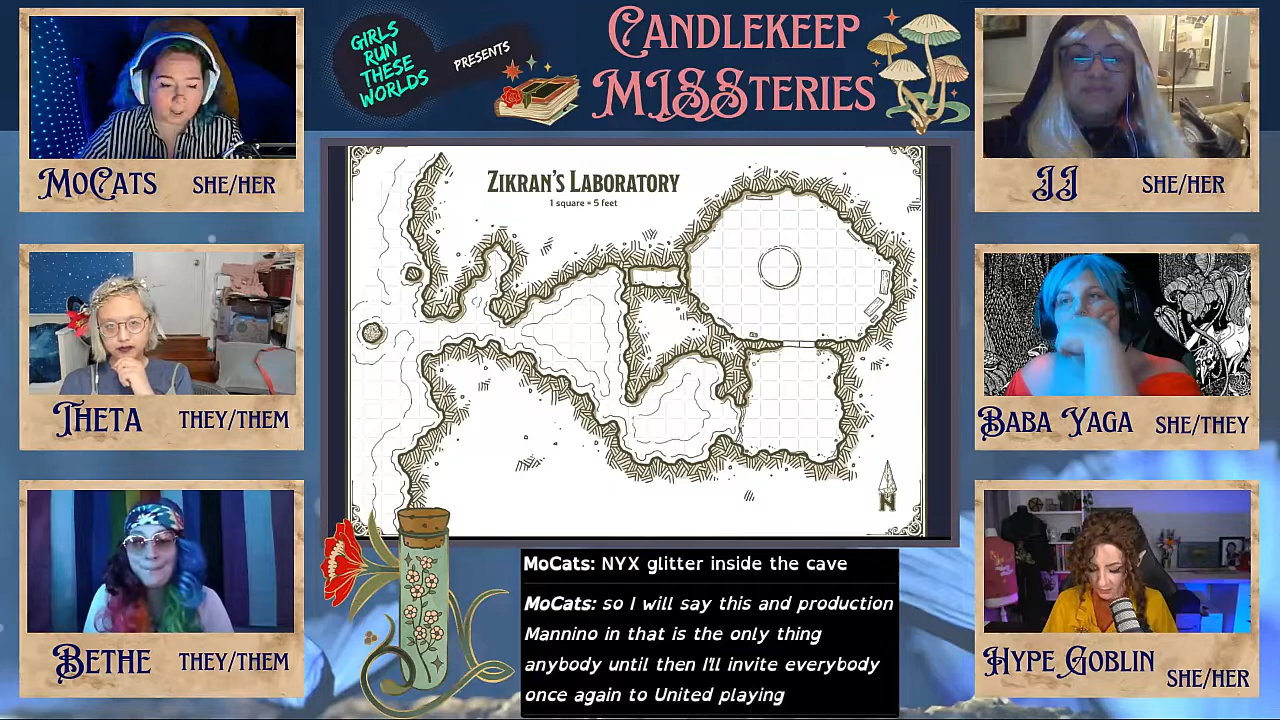 GIRLS
RUN
THESE
WORLDS
PRESENTS
CANDLEKEEP
MISSTERIES
MOCATS SHE/HER
JJ SHE/HER
ZIKRAN'S LABORATORY
1 square = 5 feet
N
THETA THEY/THEM
BABA YAGA SHE/THEY
BETHE THEY/THEM
HYPE GOBLIN SHE/HER
MoCats: NYX glitter inside the cave
MoCats: so I will say this and production
Mannino in that is the only thing
anybody until then I'll invite everybody
once again to United playing